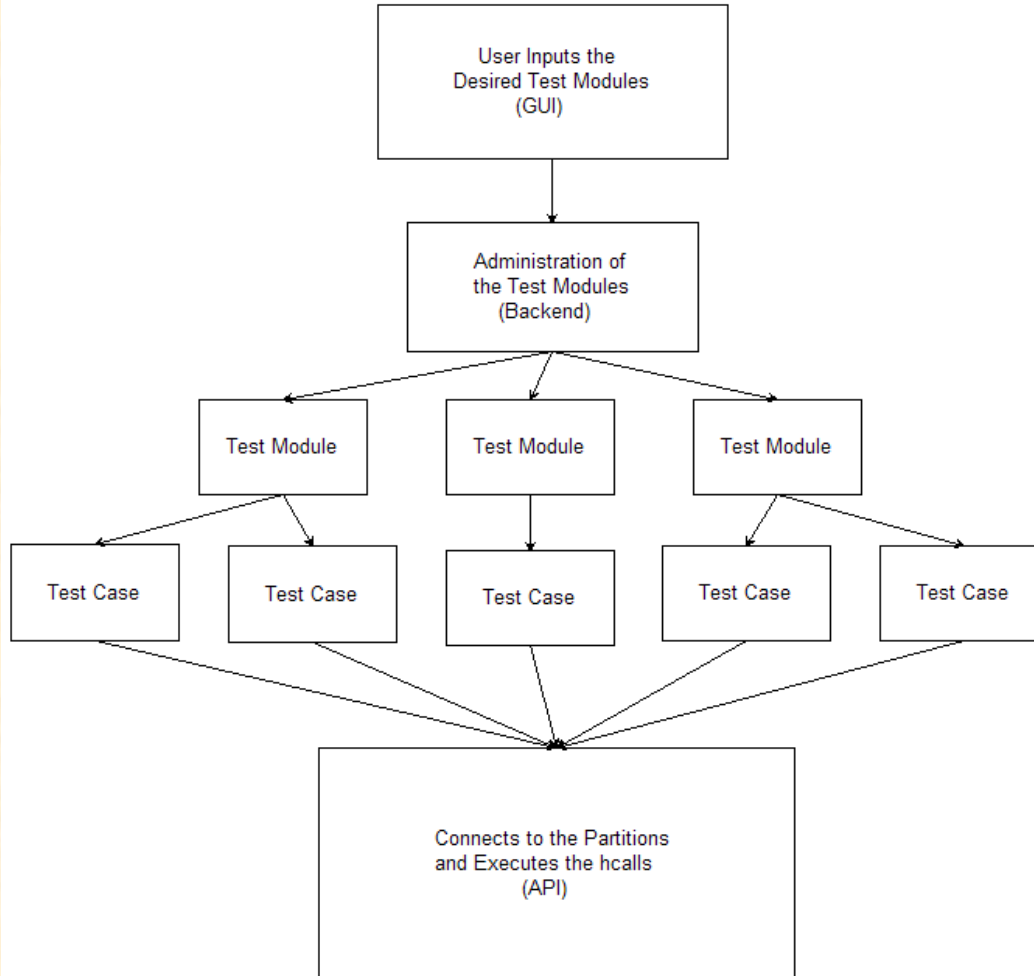 User Inputs the
Desired Test Modules
(GUI)
Administration of
the Test Modules
(Backend)
Test Module
Test Module
Test Module
Test Case
Test Case
Test Case
Test Case
Test Case
Connects to the Partitions
and Executes the hcalls
(API)